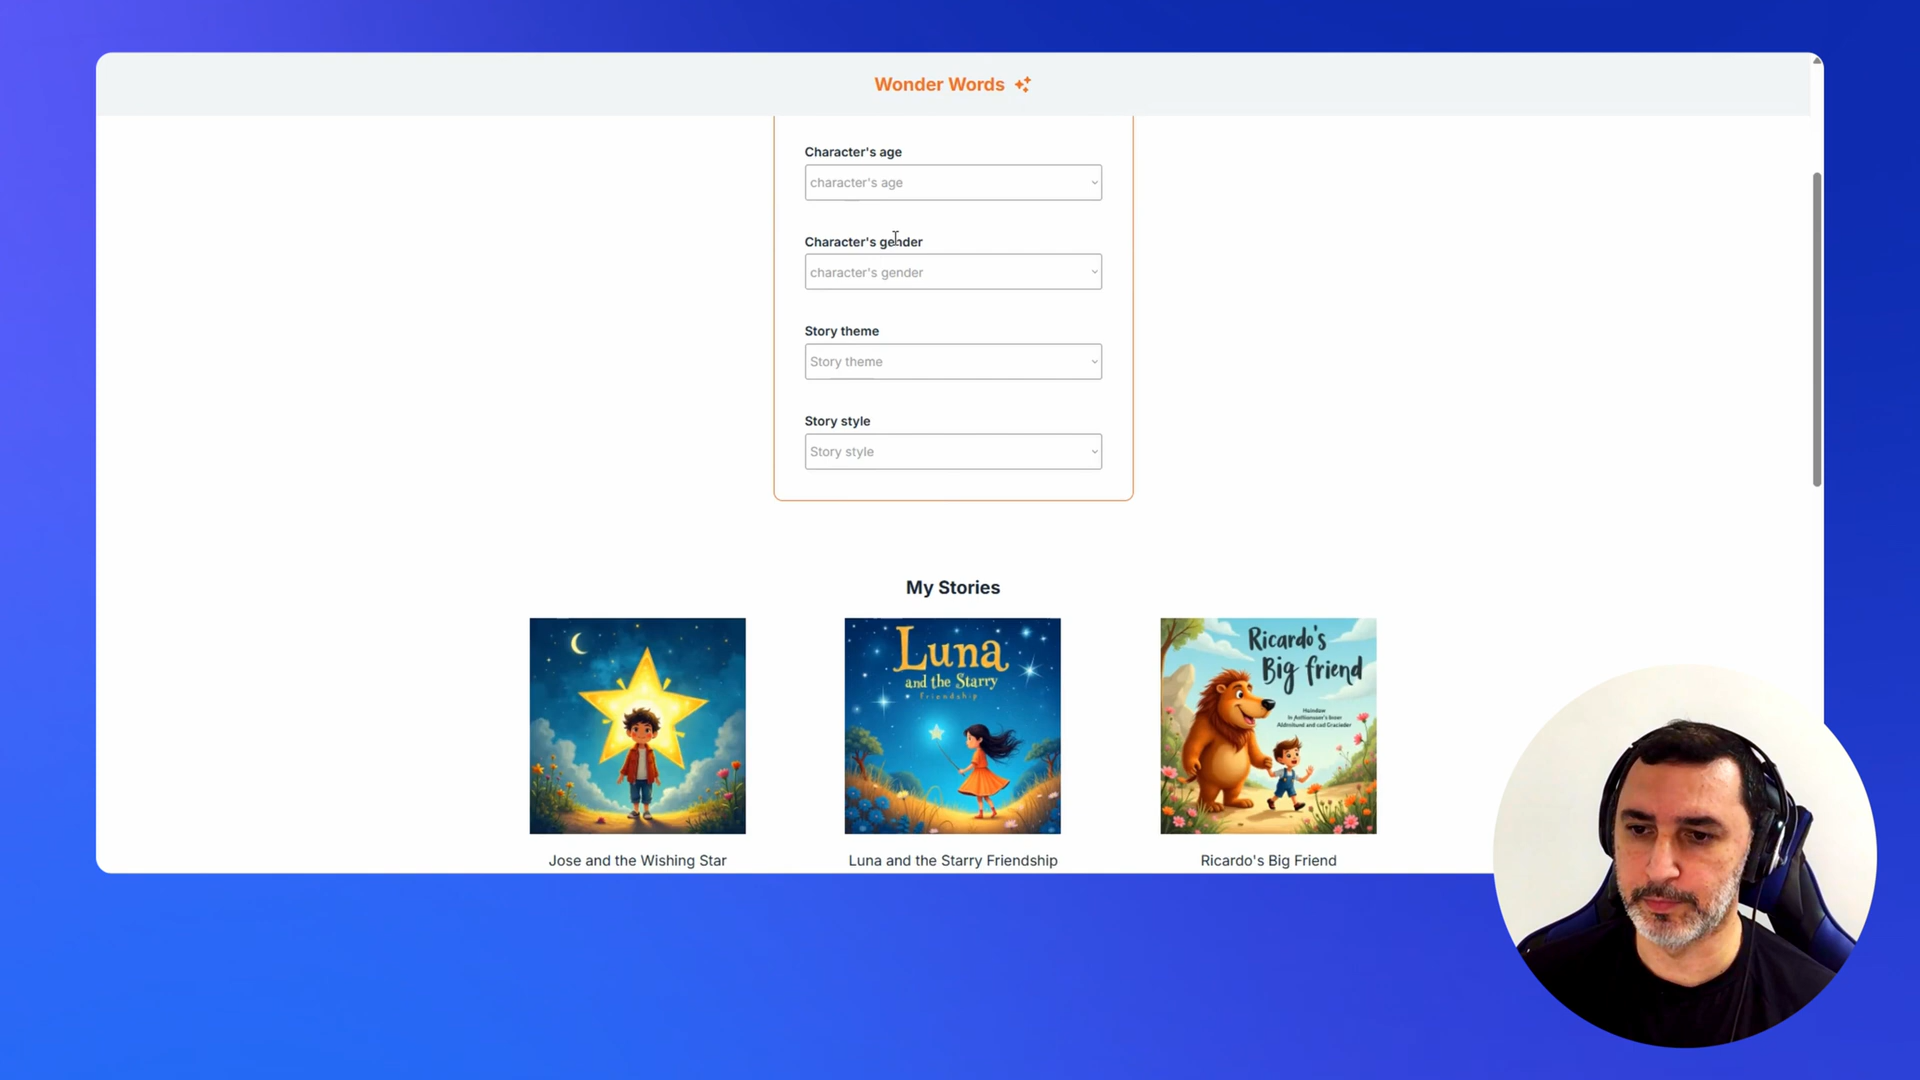 Wonder Words
Character's age
character's age
Character's gender
character's gender
Story theme
Story theme
Story style
Story style
My Stories
Luna
and the Starry
Friendship
Ricardo's
Big friend
Jose and the Wishing Star
Luna and the Starry Friendship
Ricardo's Big Friend